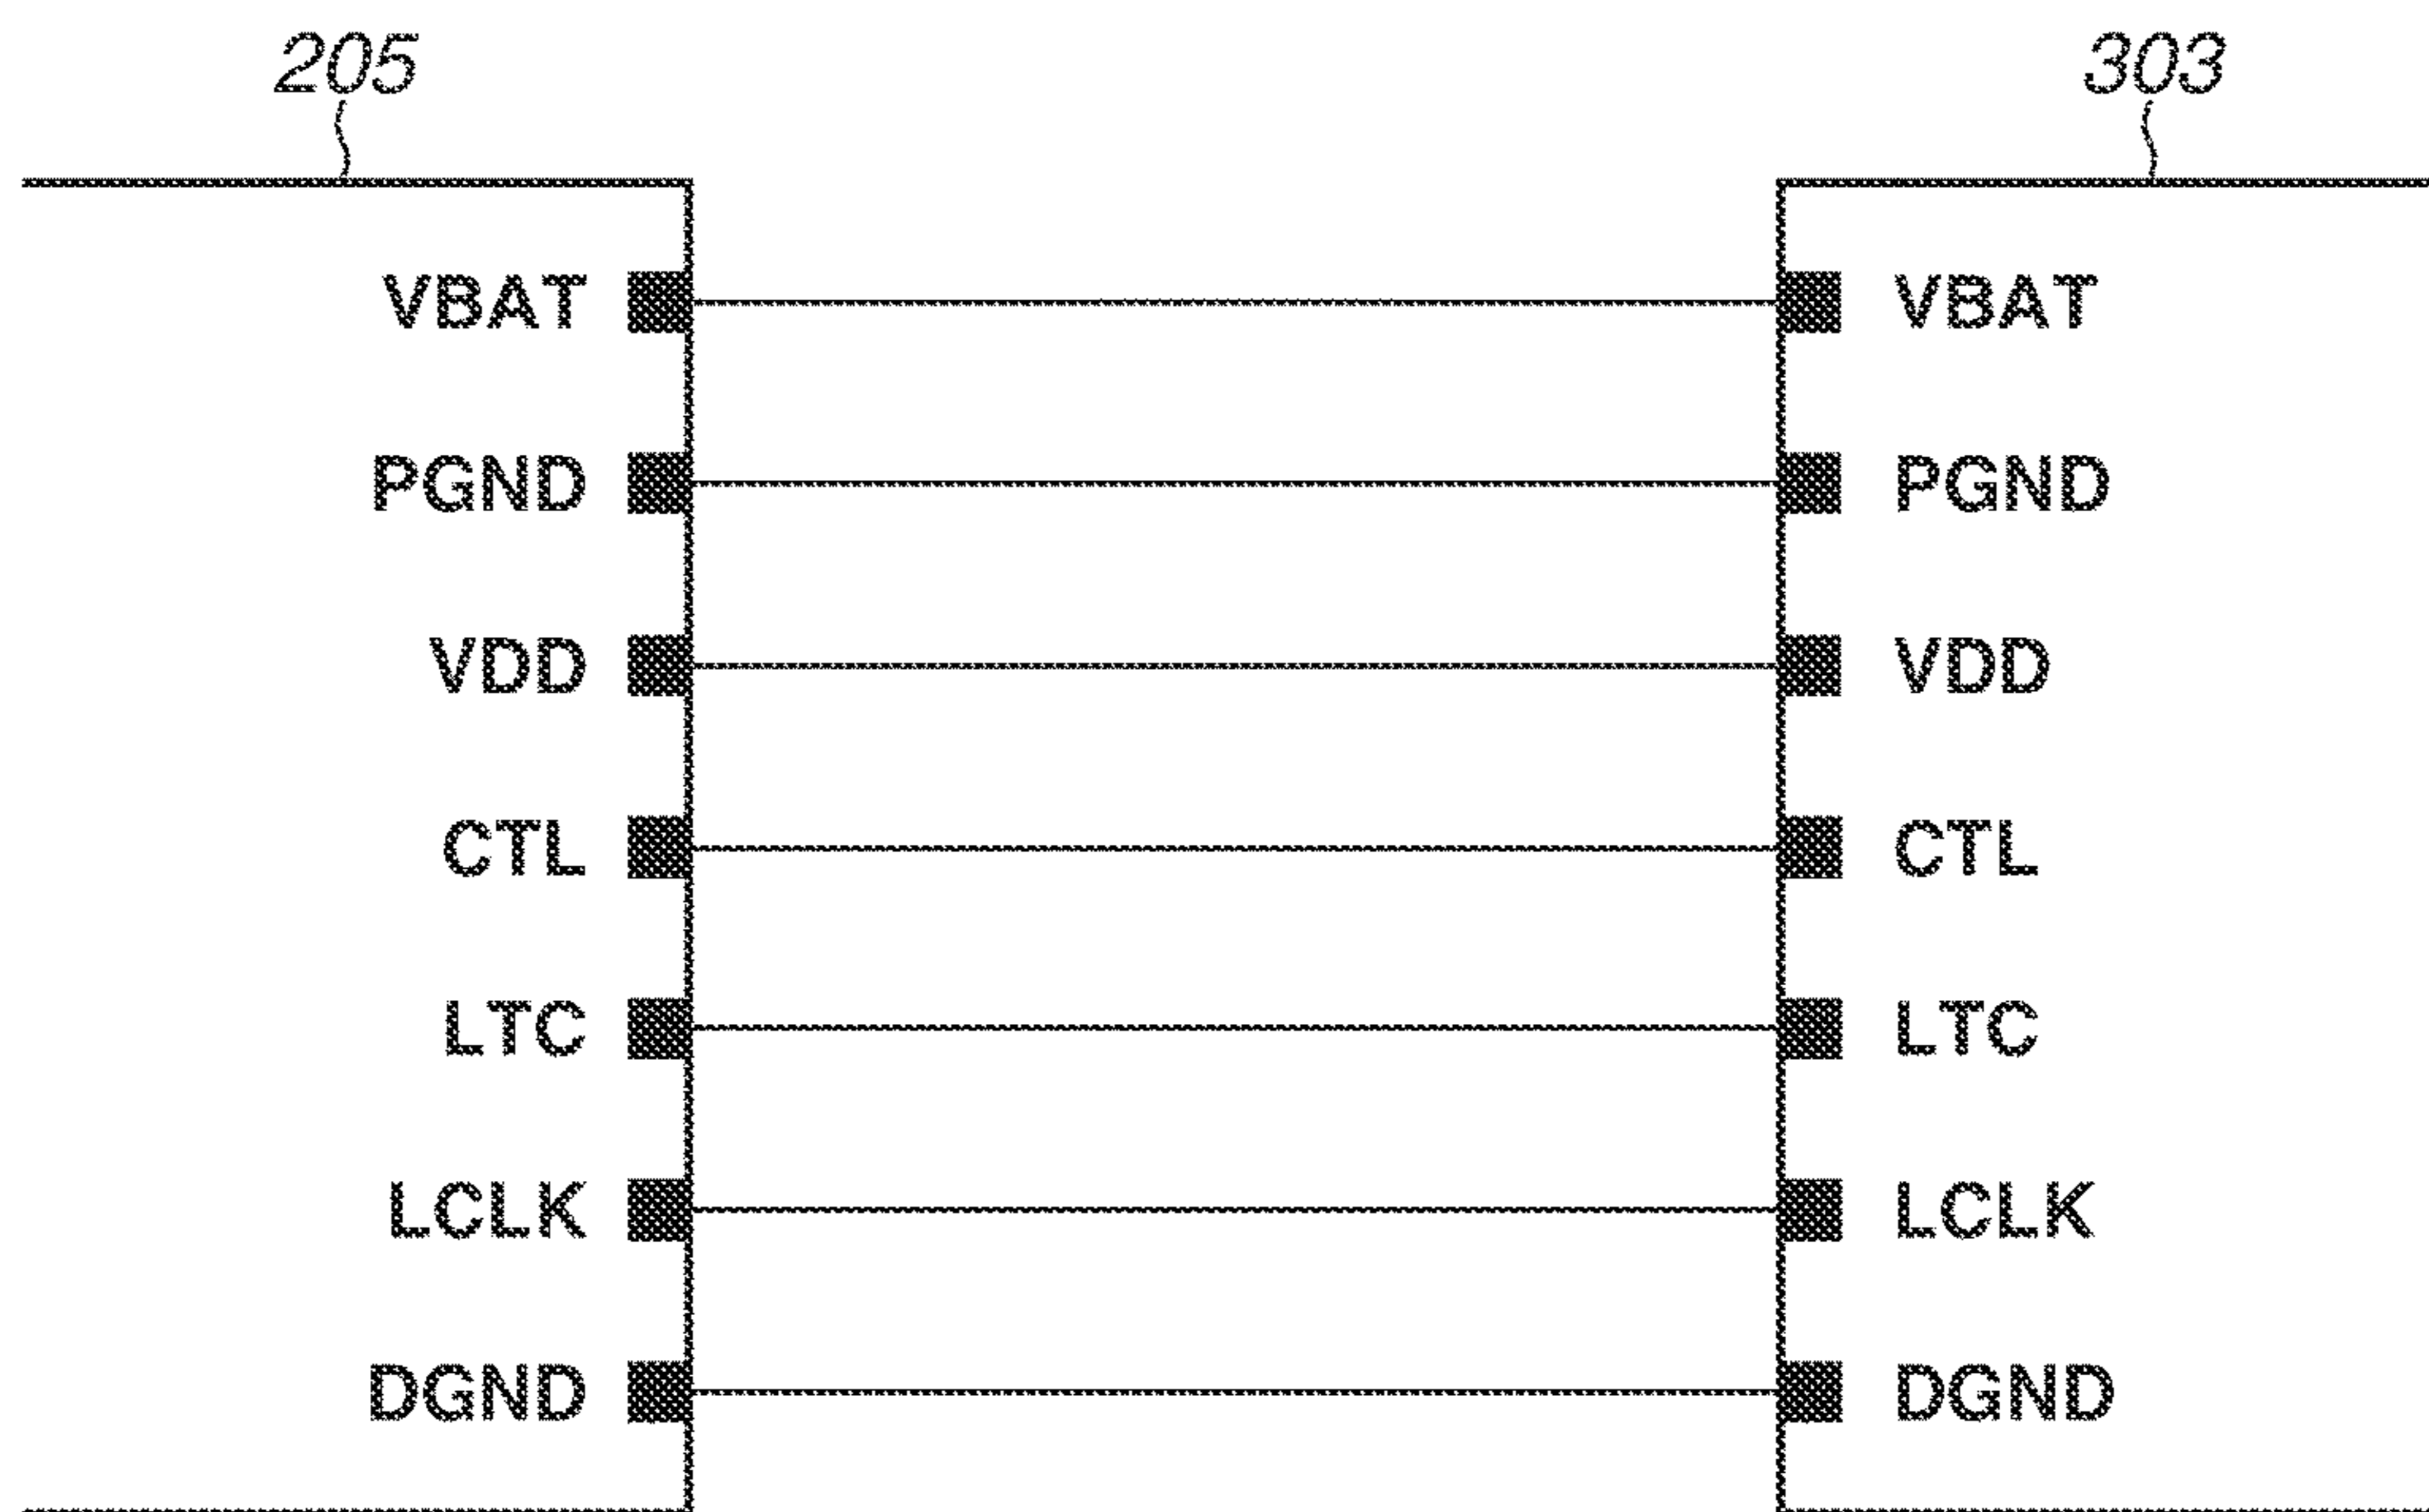 205 303
VBAT VBAT
PGND PGND
VDD VDD
CTL CTL
LTC LTC
LCLK LCLK
DGND DGND